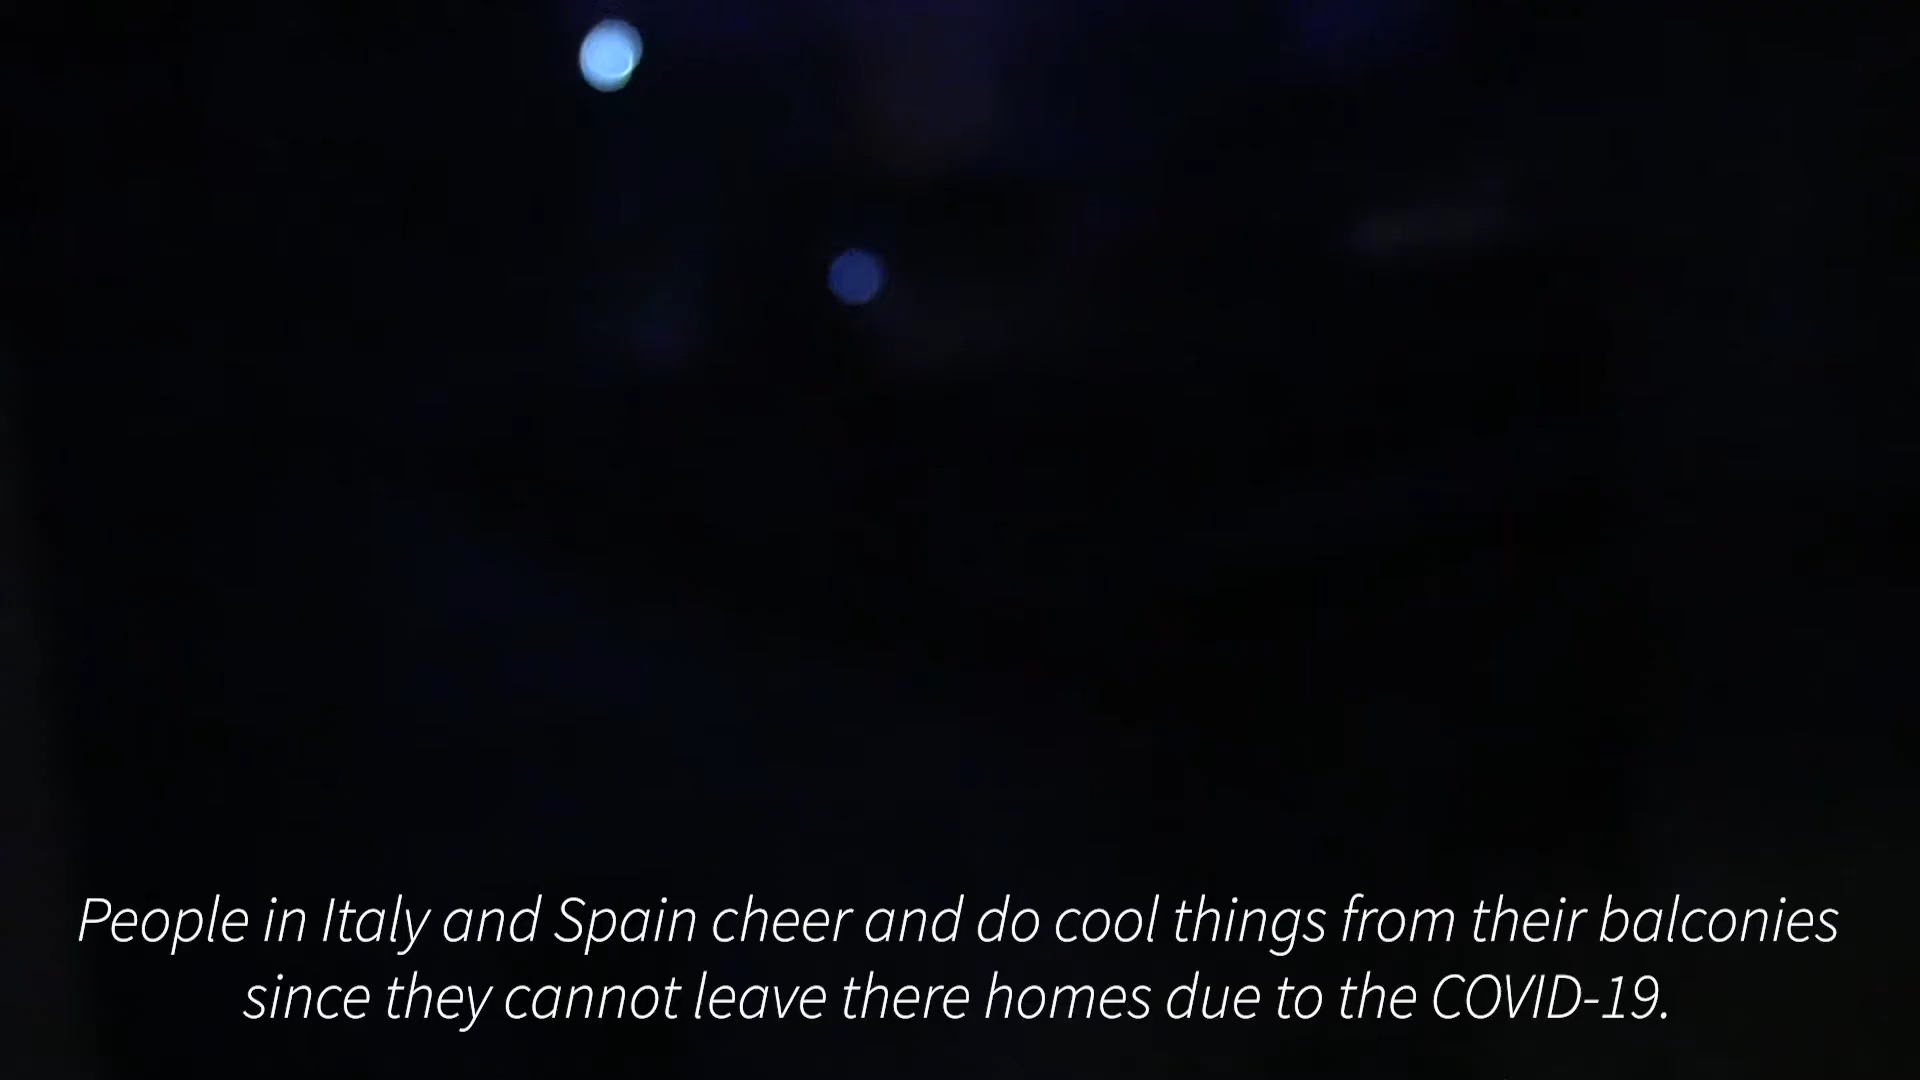 People in Italy and Spain cheer and do cool things from their balconies
since they cannot leave there homes due to the COVID-19.